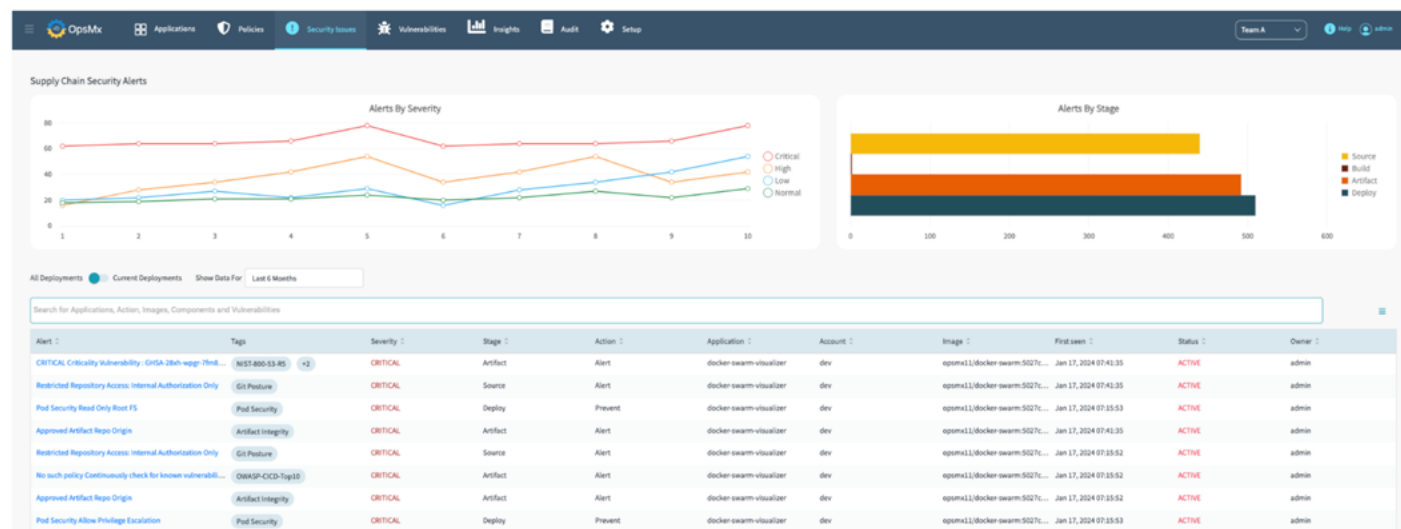 OpsMx Applications Policies Security Issues Vulnerabilities Insights Audit Setup Team A Help admin
Supply Chain Security Alerts
Alerts By Severity
80
60
40
20
0
1 2 3 4 5 6 7 8 9 10
Critical
High
Low
Normal
Alerts By Stage
0 100 200 300 400 500 600
Source
Build
Artifact
Deploy
All Deployments Current Deployments Show Data For Last 6 Months
Search for Applications, Action, Images, Components and Vulnerabilities
Alert Tags Severity Stage Action Application Account Image First seen Status Owner
CRITICAL Criticality Vulnerability : GHSA-28xh-wpgr-7fm8... NIST-800-53-R5 +2 CRITICAL Artifact Alert docker-swarm-visualizer dev opsmx11/docker-swarm:5027c... Jan 17, 2024 07:41:35 ACTIVE admin
Restricted Repository Access: Internal Authorization Only Git Posture CRITICAL Source Alert docker-swarm-visualizer dev opsmx11/docker-swarm:5027c... Jan 17, 2024 07:41:35 ACTIVE admin
Pod Security Read Only Root FS Pod Security CRITICAL Deploy Prevent docker-swarm-visualizer dev opsmx11/docker-swarm:5027c... Jan 17, 2024 07:15:53 ACTIVE admin
Approved Artifact Repo Origin Artifact Integrity CRITICAL Artifact Alert docker-swarm-visualizer dev opsmx11/docker-swarm:5027c... Jan 17, 2024 07:41:35 ACTIVE admin
Restricted Repository Access: Internal Authorization Only Git Posture CRITICAL Source Alert docker-swarm-visualizer dev opsmx11/docker-swarm:5027c... Jan 17, 2024 07:15:52 ACTIVE admin
No such policy Continuously check for known vulnerabili... OWASP-CICD-Top10 CRITICAL Artifact Alert docker-swarm-visualizer dev opsmx11/docker-swarm:5027c... Jan 17, 2024 07:15:52 ACTIVE admin
Approved Artifact Repo Origin Artifact Integrity CRITICAL Artifact Alert docker-swarm-visualizer dev opsmx11/docker-swarm:5027c... Jan 17, 2024 07:15:52 ACTIVE admin
Pod Security Allow Privilege Escalation Pod Security CRITICAL Deploy Prevent docker-swarm-visualizer dev opsmx11/docker-swarm:5027c... Jan 17, 2024 07:15:53 ACTIVE admin